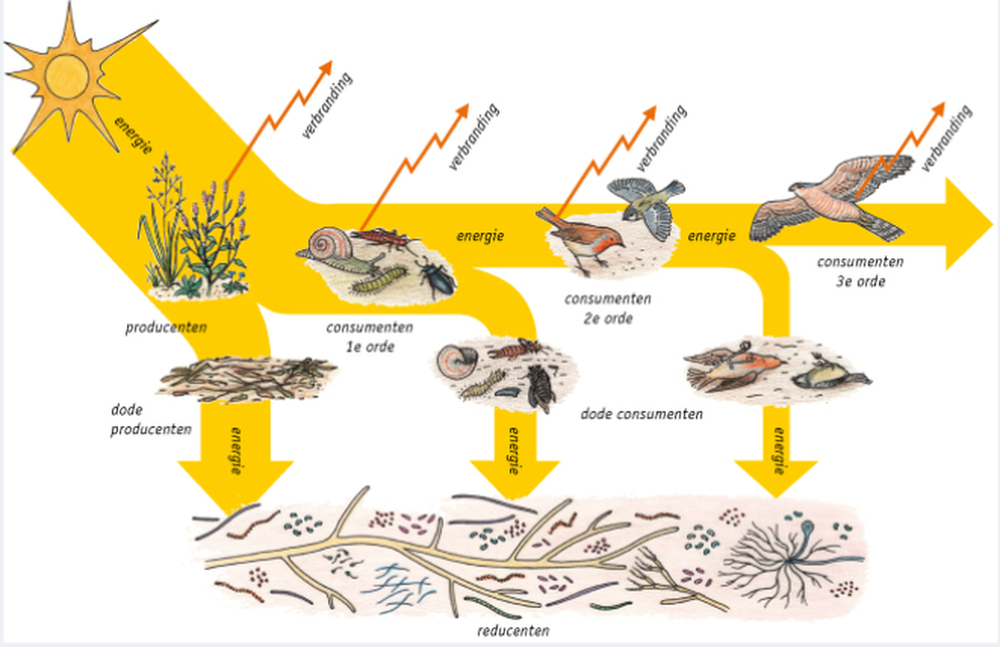 energie
verbranding
verbranding
verbranding
verbranding
energie
energie
consumenten
3e orde
consumenten
2e orde
producenten
consumenten
1e orde
dode
producenten
dode consumenten
energie
energie
energie
reducenten